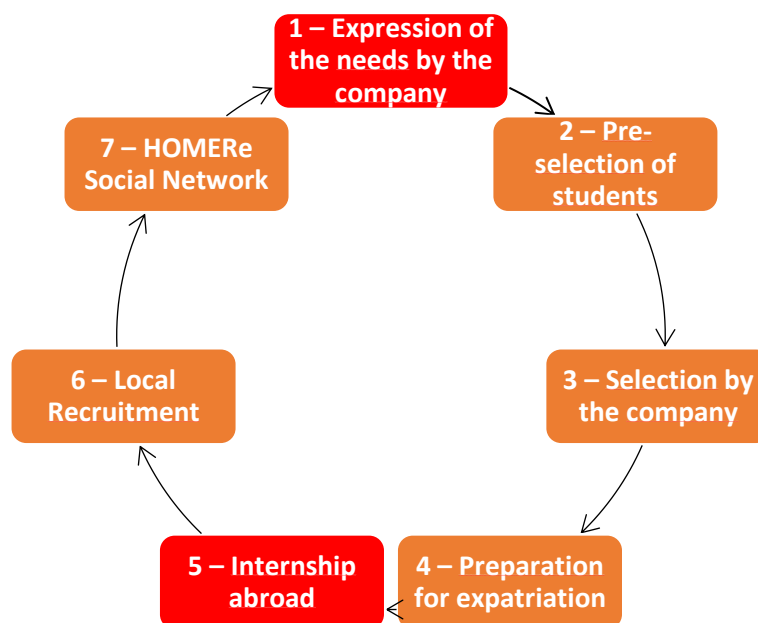 1 – Expression of
the needs by the
company
2 – Pre-
selection of
students
3 – Selection by
the company
4 – Preparation
for expatriation
5 – Internship
abroad
6 – Local
Recruitment
7 – HOMERe
Social Network